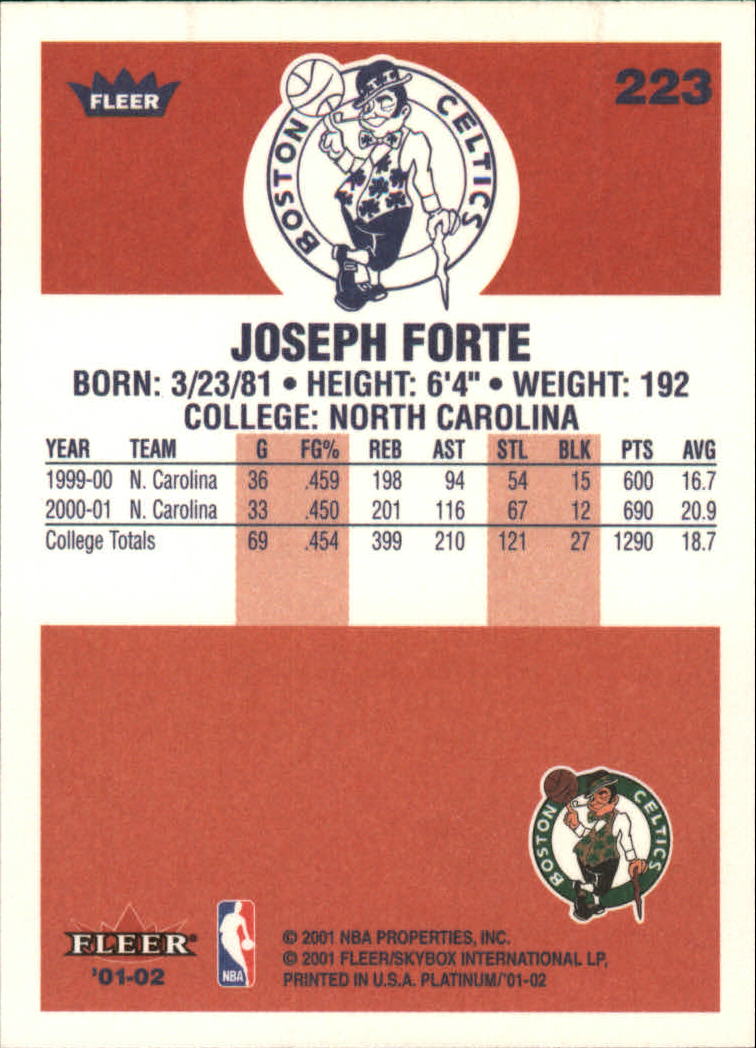 FLEER
BOSTON CELTICS
223
JOSEPH FORTE
BORN: 3/23/81 • HEIGHT: 6'4" • WEIGHT: 192
COLLEGE: NORTH CAROLINA
YEAR TEAM G FG% REB AST STL BLK PTS AVG
1999-00 N. Carolina 36 .459 198 94 54 15 600 16.7
2000-01 N. Carolina 33 .450 201 116 67 12 690 20.9
College Totals 69 .454 399 210 121 27 1290 18.7
BOSTON CELTICS
FLEER®
'01-02
NBA
© 2001 NBA PROPERTIES, INC.
© 2001 FLEER/SKYBOX INTERNATIONAL LP,
PRINTED IN U.S.A. PLATINUM/'01-02